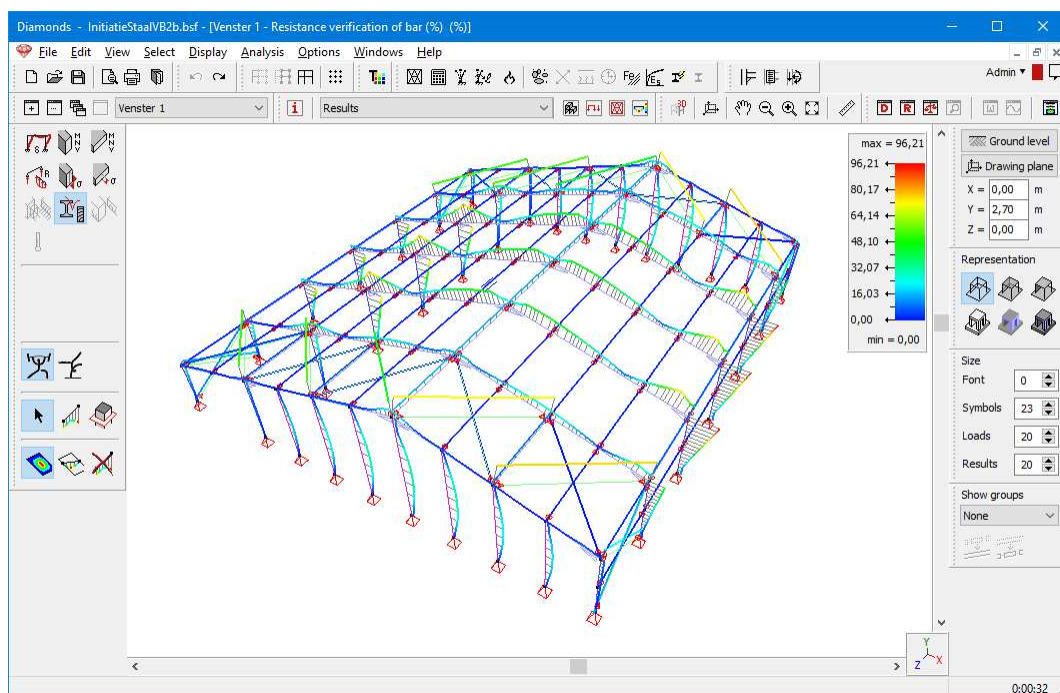 Diamonds - InitiatieStaalVB2b.bsf - [Venster 1 - Resistance verification of bar (%) (%)]
File Edit View Select Display Analysis Options Windows Help
Admin
Venster 1
Results
3D
D R
max = 96,21
96,21
80,17
64,14
48,10
32,07
16,03
0,00
min = 0,00
Ground level
Drawing plane
X = 0,00 m
Y = 2,70 m
Z = 0,00 m
Representation
Size
Font 0
Symbols 23
Loads 20
Results 20
Show groups
None
Y
Z X
0:00:32